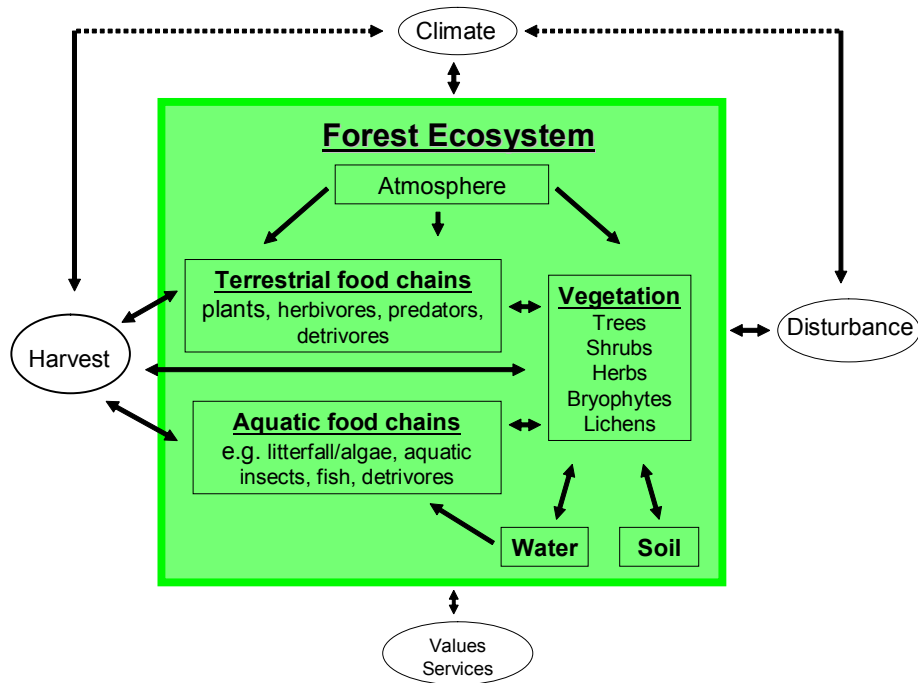 Climate
Forest Ecosystem
Atmosphere
Terrestrial food chains
plants, herbivores, predators,
detrivores
Vegetation
Trees
Shrubs
Herbs
Bryophytes
Lichens
Harvest
Disturbance
Aquatic food chains
e.g. litterfall/algae, aquatic
insects, fish, detrivores
Water
Soil
Values
Services